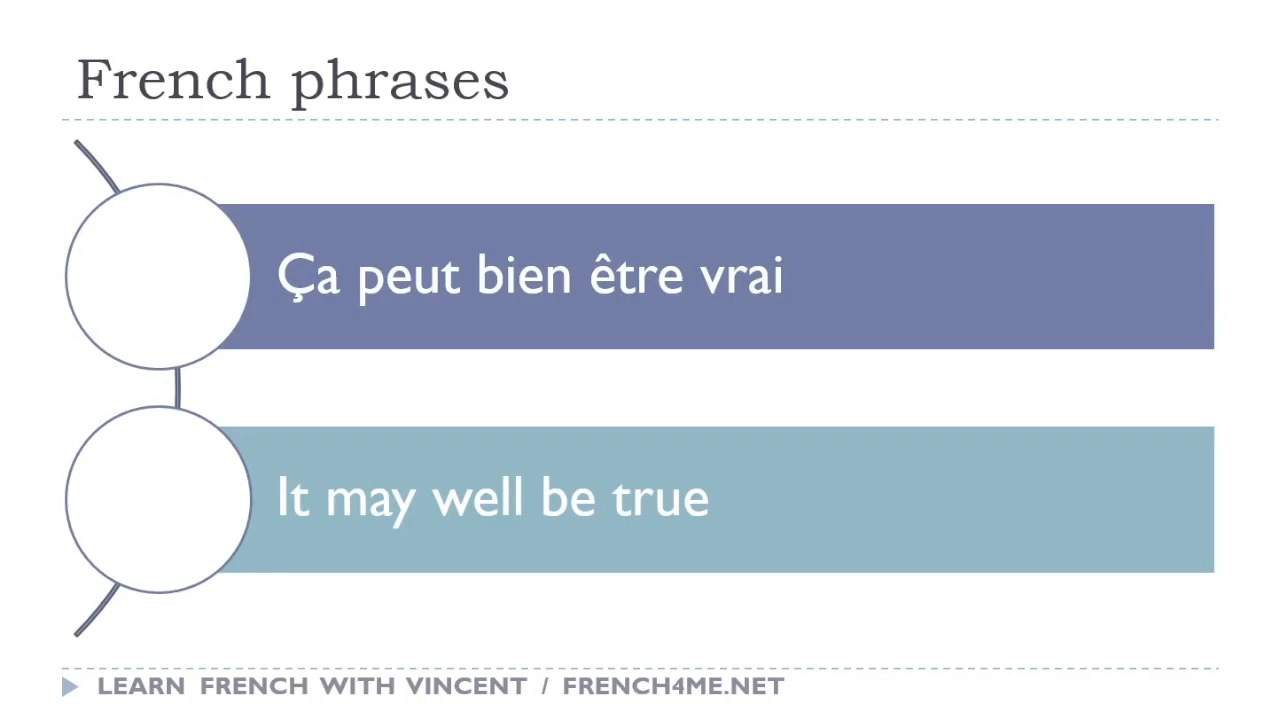 French phrases
Ça peut bien être vrai
It may well be true
LEARN FRENCH WITH VINCENT / FRENCH4ME.NET